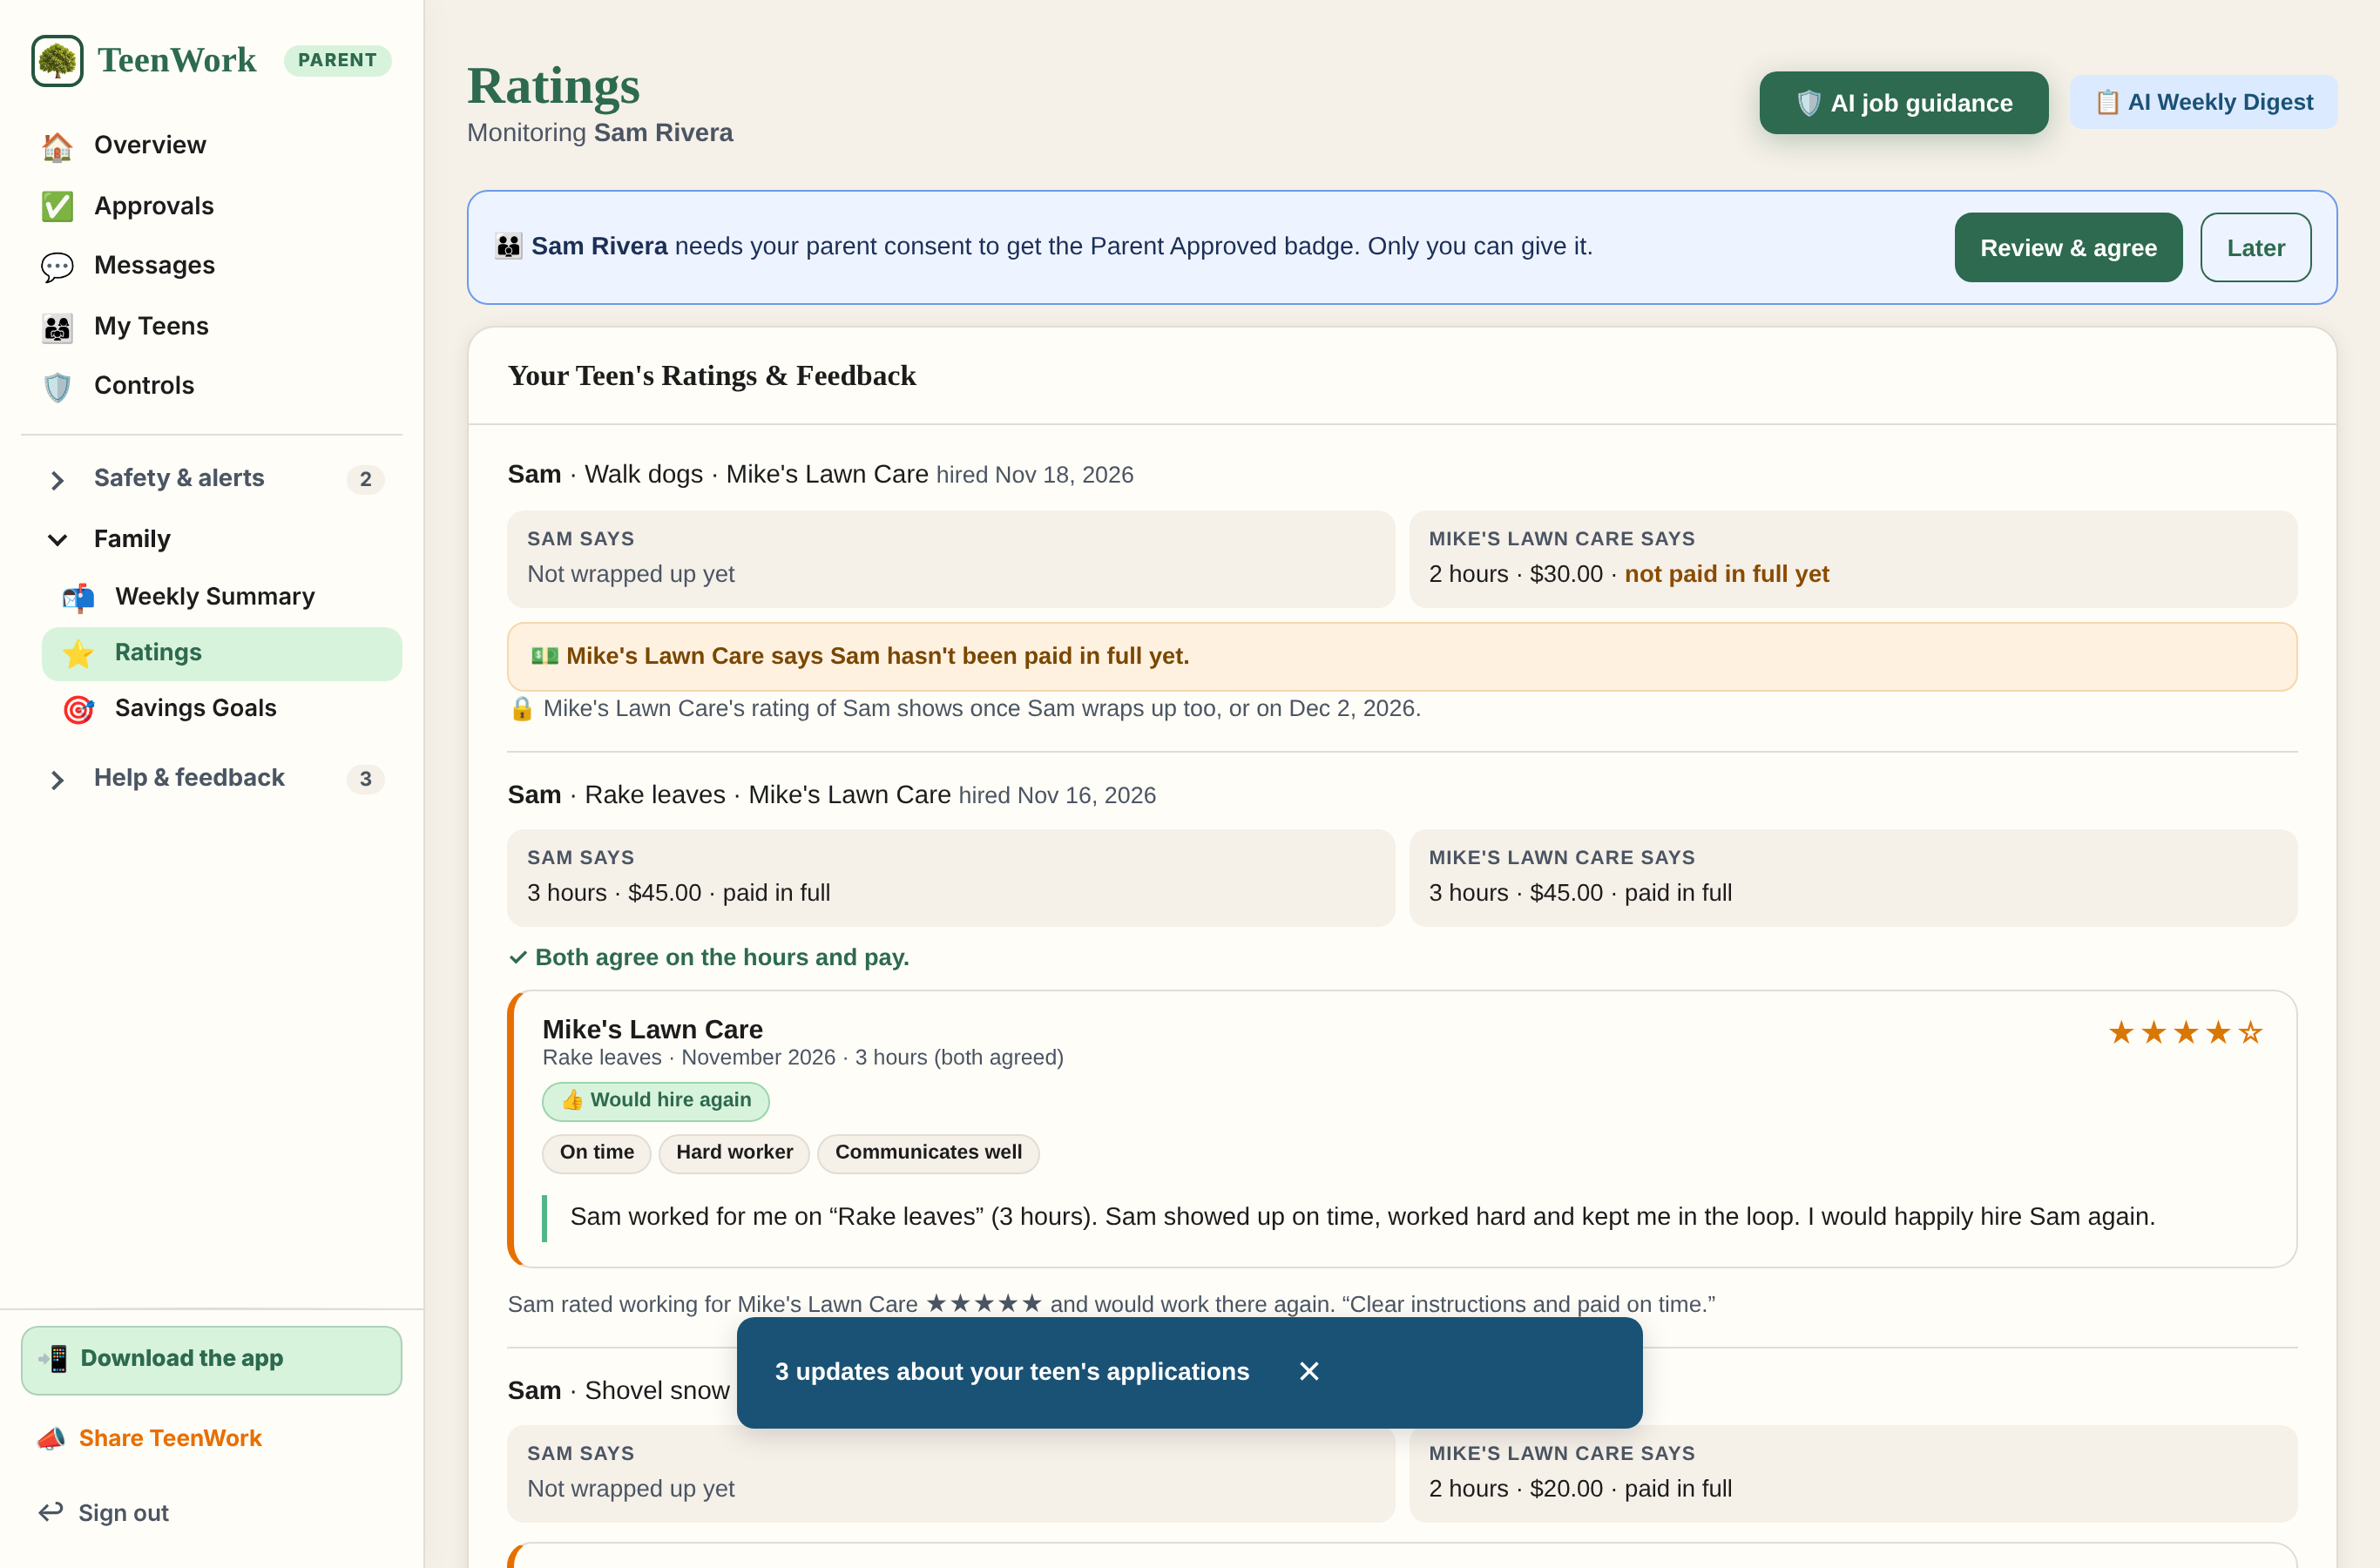 TeenWork PARENT
Overview
Approvals
Messages
My Teens
Controls
Safety & alerts 2
Family
Weekly Summary
Ratings
Savings Goals
Help & feedback 3
Download the app
Share TeenWork
Sign out
Ratings
Monitoring Sam Rivera
AI job guidance
AI Weekly Digest
Sam Rivera needs your parent consent to get the Parent Approved badge. Only you can give it.
Review & agree
Later
Your Teen's Ratings & Feedback
Sam · Walk dogs · Mike's Lawn Care hired Nov 18, 2026
SAM SAYS
Not wrapped up yet
MIKE'S LAWN CARE SAYS
2 hours · $30.00 · not paid in full yet
Mike's Lawn Care says Sam hasn't been paid in full yet.
Mike's Lawn Care's rating of Sam shows once Sam wraps up too, or on Dec 2, 2026.
Sam · Rake leaves · Mike's Lawn Care hired Nov 16, 2026
SAM SAYS
3 hours · $45.00 · paid in full
MIKE'S LAWN CARE SAYS
3 hours · $45.00 · paid in full
✓ Both agree on the hours and pay.
Mike's Lawn Care ★★★★☆
Rake leaves · November 2026 · 3 hours (both agreed)
Would hire again
On time
Hard worker
Communicates well
Sam worked for me on “Rake leaves” (3 hours). Sam showed up on time, worked hard and kept me in the loop. I would happily hire Sam again.
Sam rated working for Mike's Lawn Care ★★★★★ and would work there again. “Clear instructions and paid on time.”
3 updates about your teen's applications ✕
Sam · Shovel snow
SAM SAYS
Not wrapped up yet
MIKE'S LAWN CARE SAYS
2 hours · $20.00 · paid in full